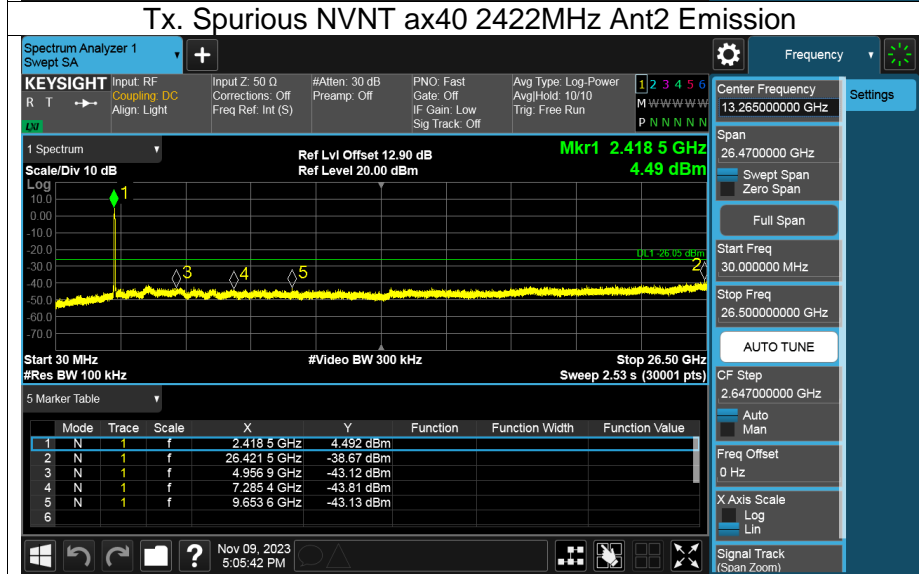 Tx. Spurious NVNT ax40 2422MHz Ant2 Emission
Spectrum Analyzer 1
Swept SA
+
Frequency
Settings
KEYSIGHT
R T
LXI
Input: RF
Coupling: DC
Align: Light
Input Z: 50 Ω
Corrections: Off
Freq Ref: Int (S)
#Atten: 30 dB
Preamp: Off
PNO: Fast
Gate: Off
IF Gain: Low
Sig Track: Off
Avg Type: Log-Power
Avg|Hold: 10/10
Trig: Free Run
1 2 3 4 5 6
M W W W W W
P N N N N N
1 Spectrum
Scale/Div 10 dB
Ref Lvl Offset 12.90 dB
Ref Level 20.00 dBm
Mkr1 2.418 5 GHz
4.49 dBm
Log
10.0
0.00
-10.0
-20.0
-30.0
-40.0
-50.0
-60.0
-70.0
1
3
4
5
2
DL1 -26.05 dBm
Start 30 MHz
#Res BW 100 kHz
#Video BW 300 kHz
Stop 26.50 GHz
Sweep 2.53 s (30001 pts)
5 Marker Table
Mode Trace Scale X Y Function Function Width Function Value
1 N 1 f 2.418 5 GHz 4.492 dBm
2 N 1 f 26.421 5 GHz -38.67 dBm
3 N 1 f 4.956 9 GHz -43.12 dBm
4 N 1 f 7.285 4 GHz -43.81 dBm
5 N 1 f 9.653 6 GHz -43.13 dBm
6
Center Frequency
13.265000000 GHz
Span
26.4700000 GHz
Swept Span
Zero Span
Full Span
Start Freq
30.000000 MHz
Stop Freq
26.500000000 GHz
AUTO TUNE
CF Step
2.647000000 GHz
Auto
Man
Freq Offset
0 Hz
X Axis Scale
Log
Lin
Signal Track
(Span Zoom)
?
Nov 09, 2023
5:05:42 PM